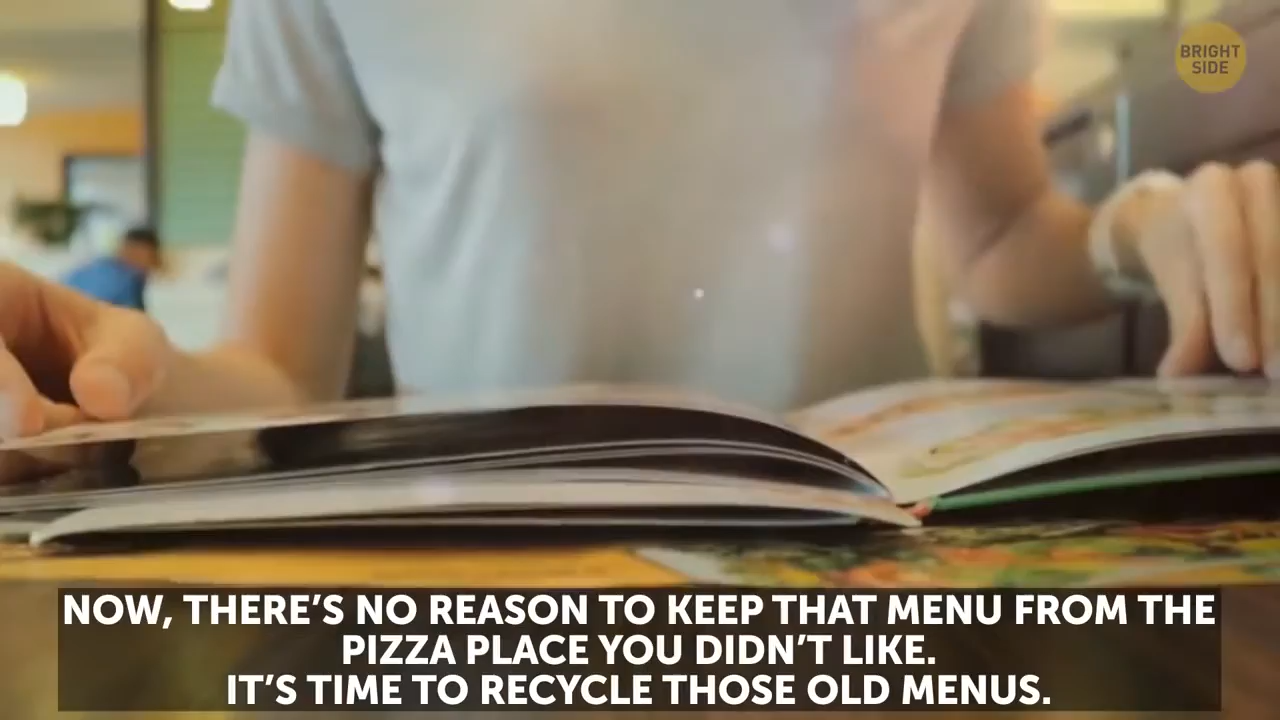 BRIGHT
SIDE
NOW, THERE'S NO REASON TO KEEP THAT MENU FROM THE
PIZZA PLACE YOU DIDN'T LIKE.
IT'S TIME TO RECYCLE THOSE OLD MENUS.